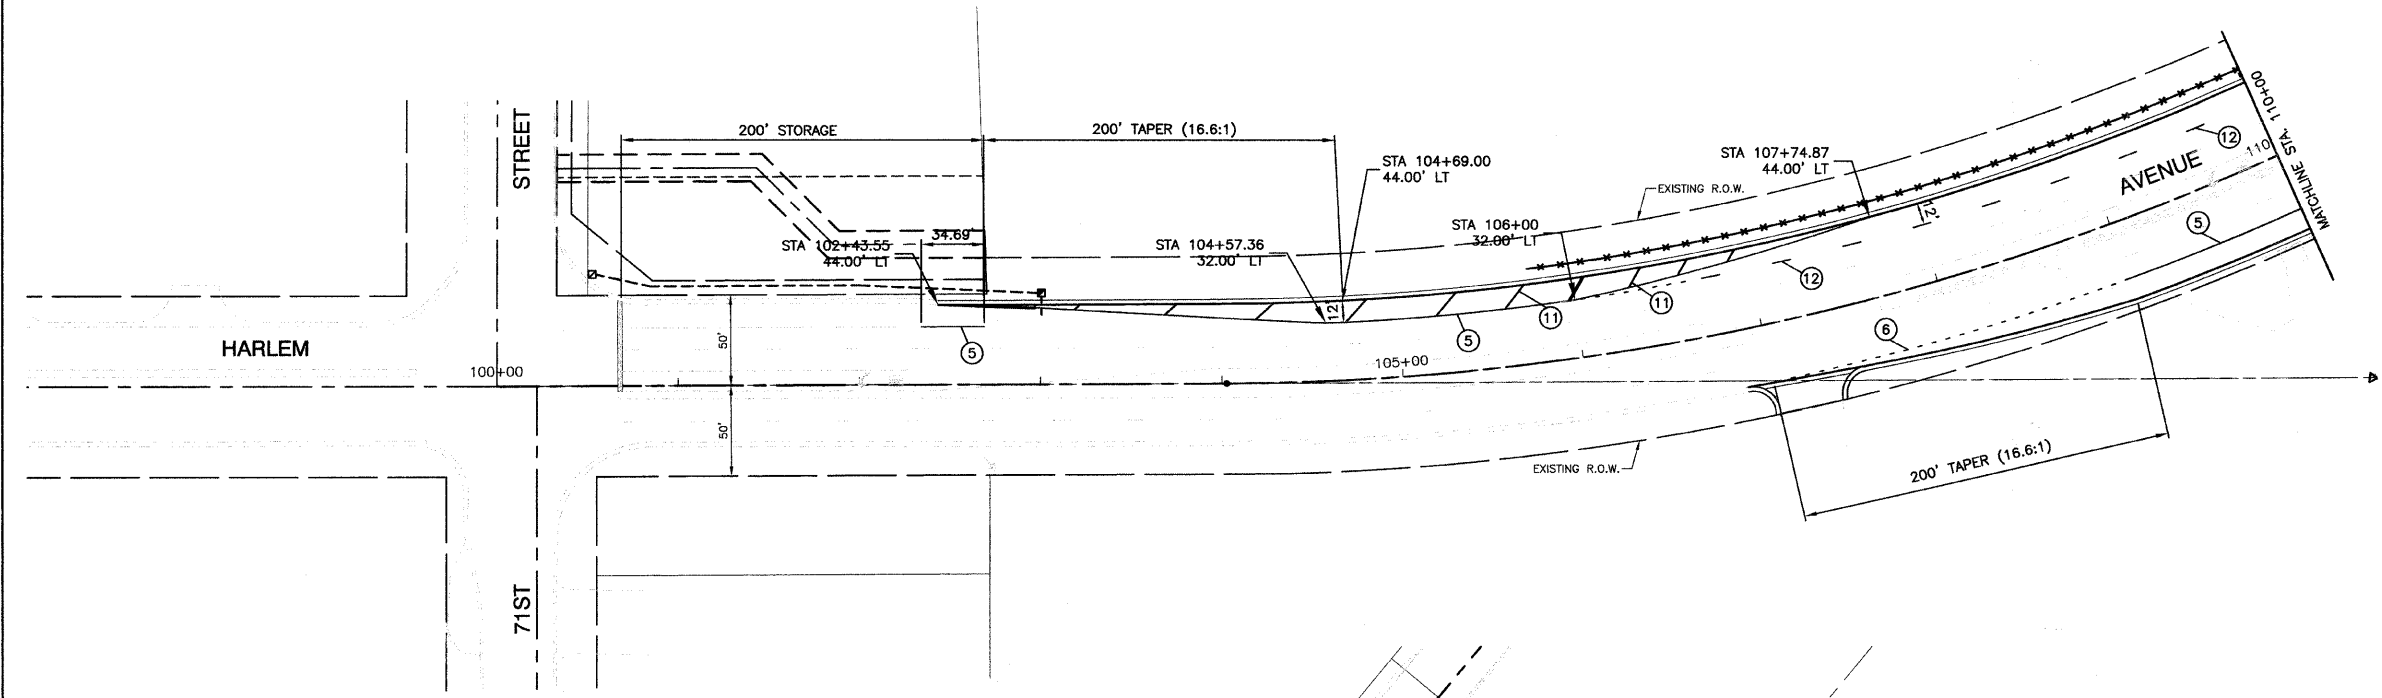 STREET
200' STORAGE
200' TAPER (16.6:1)
STA 104+69.00
44.00' LT
STA 107+74.87
44.00' LT
EXISTING R.O.W.
12
110
AVENUE
MATCHLINE STA. 110+00
34.69'
STA 102+43.55
44.00' LT
STA 104+57.36
32.00' LT
STA 106+00
32.00' LT
12'
5
12
11
11
12'
5
5
6
HARLEM
50'
100+00
105+00
50'
EXISTING R.O.W.
200' TAPER (16.6:1)
71ST